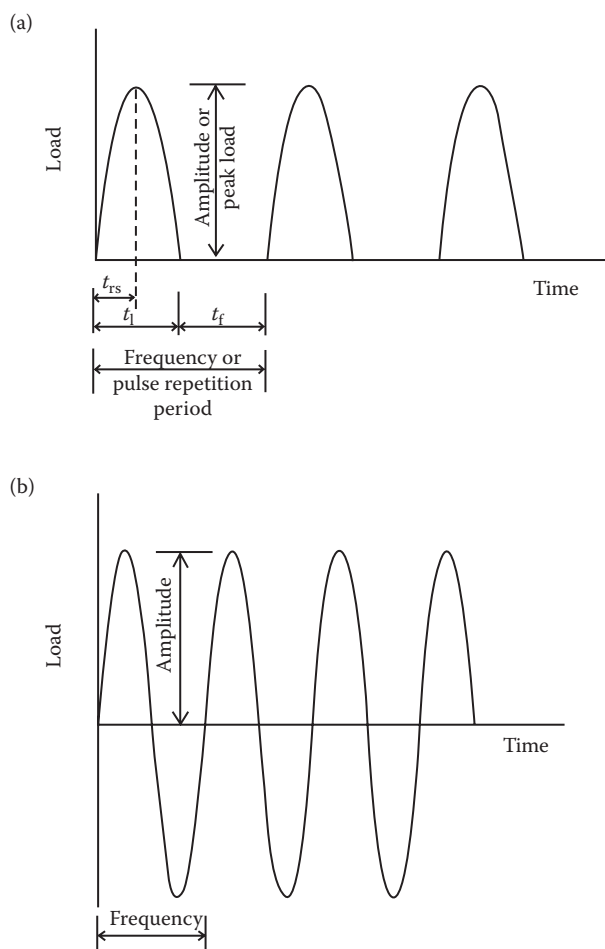 (a)
Load
Amplitude or
peak load
Time
t_rs
t_l
t_f
Frequency or
pulse repetition
period
(b)
Load
Amplitude
Time
Frequency